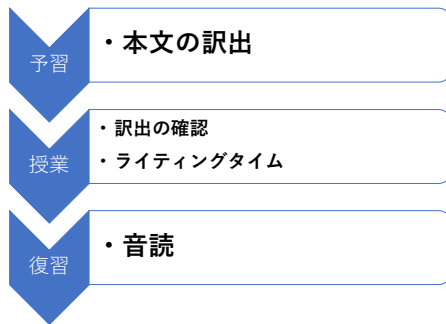 予習
・本文の訳出
授業
・訳出の確認
・ライティングタイム
復習
・音読